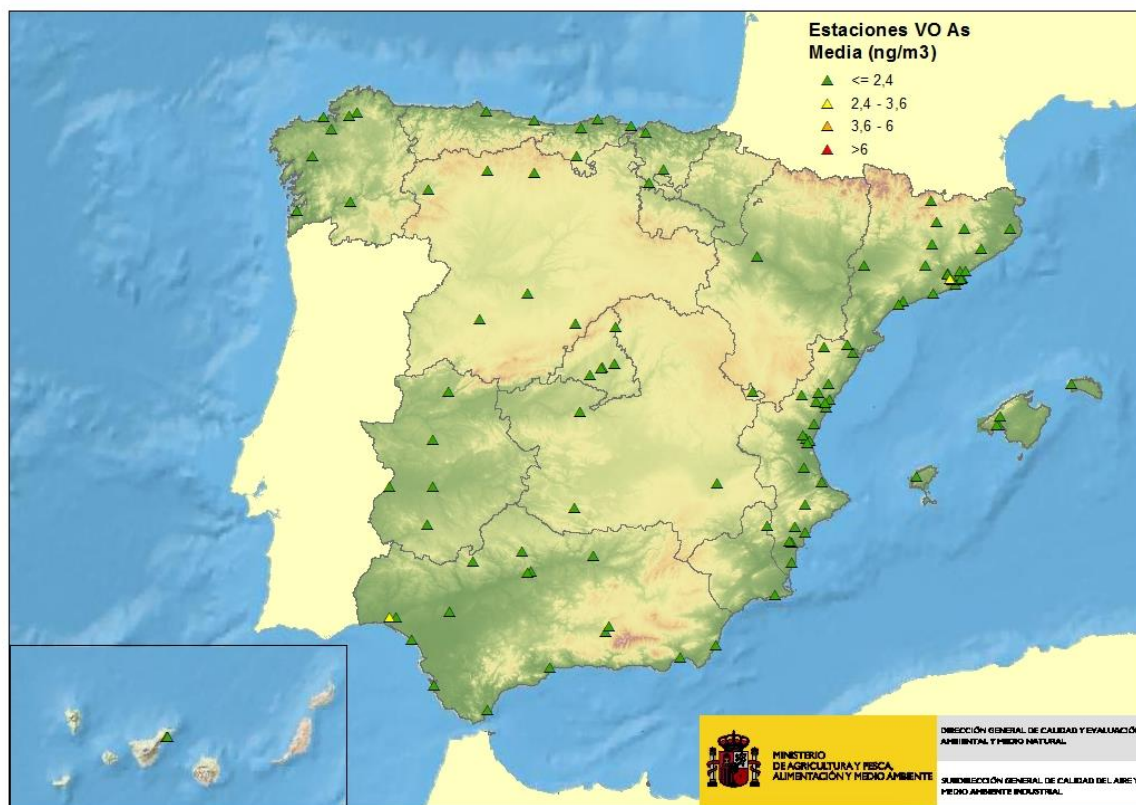 Estaciones VO As
Media (ng/m3)
<= 2,4
2,4 - 3,6
3,6 - 6
>6
MINISTERIO
DE AGRICULTURA Y PESCA,
ALIMENTACIÓN Y MEDIO AMBIENTE
DIRECCIÓN GENERAL DE CALIDAD Y EVALUACIÓN
AMBIENTAL Y MEDIO NATURAL
SUBDIRECCIÓN GENERAL DE CALIDAD DEL AIRE Y
MEDIO AMBIENTE INDUSTRIAL